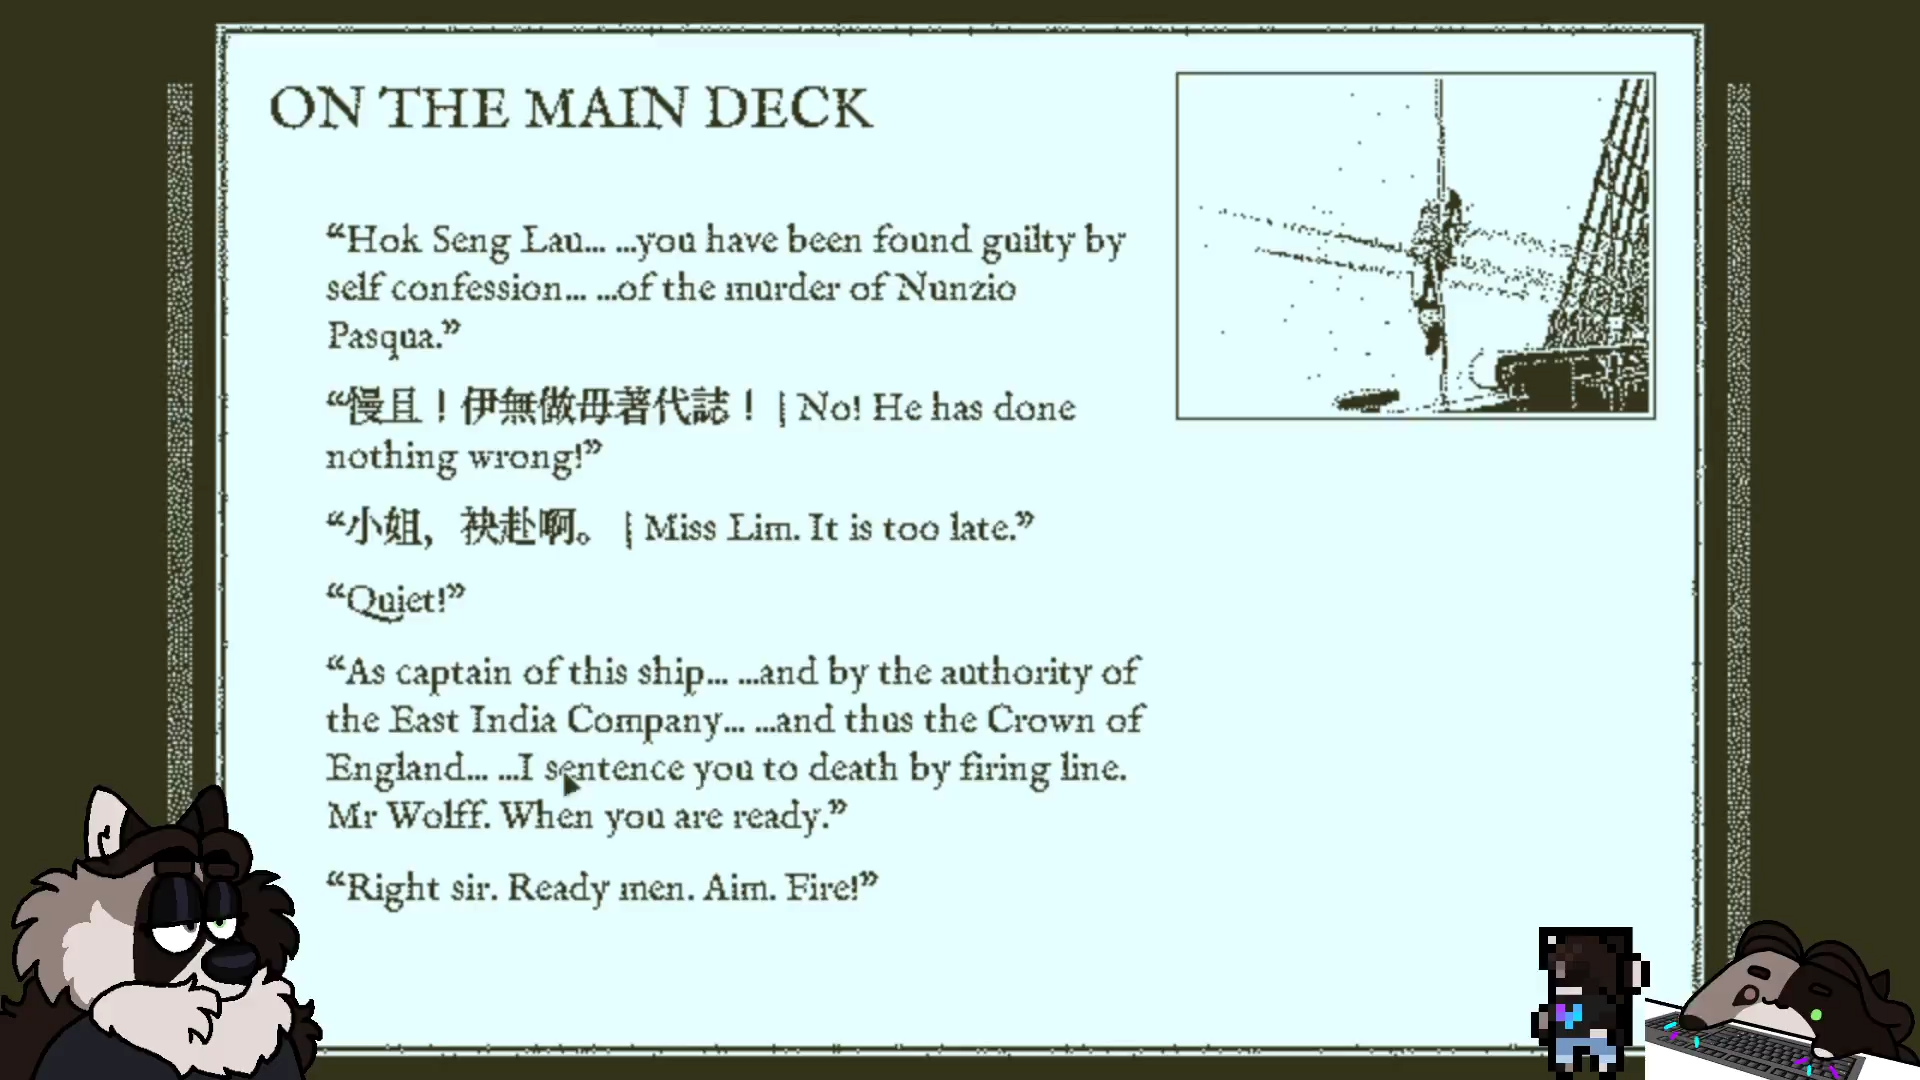 ON THE MAIN DECK
“Hok Seng Lau... ...you have been found guilty by
self confession... ...of the murder of Nunzio
Pasqua.”
“慢且！伊無做毋著代誌！ | No! He has done
nothing wrong!”
“小姐，袂赴啊。 | Miss Lim. It is too late.”
“Quiet!”
“As captain of this ship... ...and by the authority of
the East India Company... ...and thus the Crown of
England... ...I sentence you to death by firing line.
Mr Wolff. When you are ready.”
“Right sir. Ready men. Aim. Fire!”